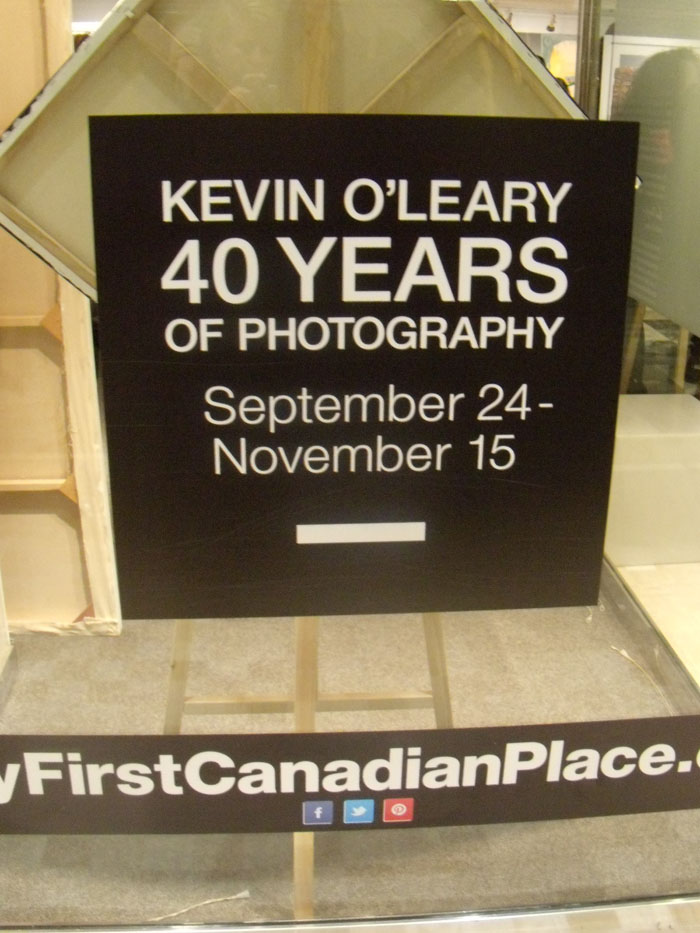 KEVIN O'LEARY
40 YEARS
OF PHOTOGRAPHY
September 24-
November 15
yFirstCanadianPlace.